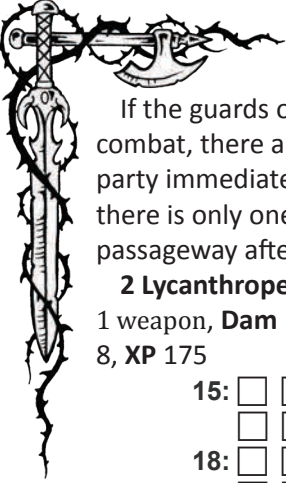 If the guards
combat, there
party immediate
there is only one
passageway afte
2 Lycanthrope
1 weapon, Dam
8, XP 175
15:
18: